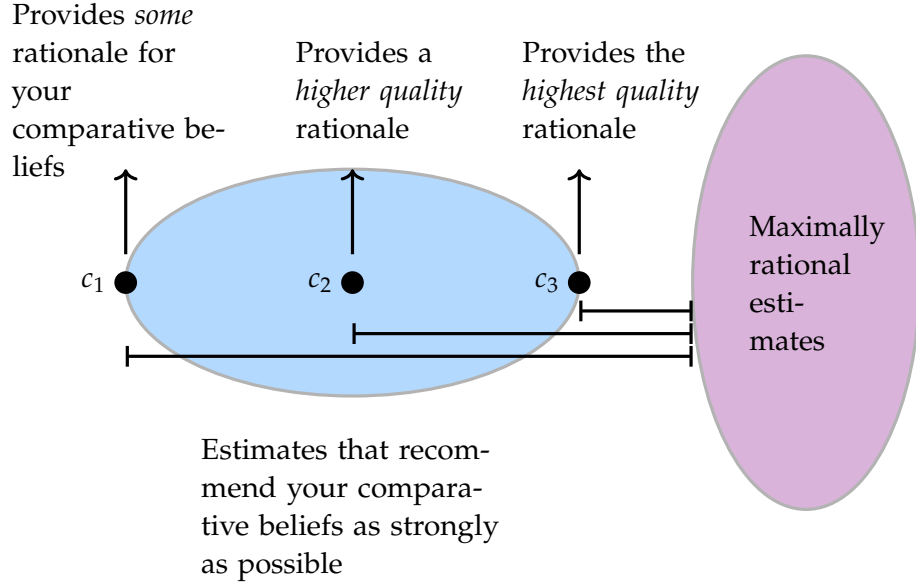 Provides some
rationale for
your
comparative be-
liefs
Provides a
higher quality
rationale
Provides the
highest quality
rationale
c1
c2
c3
Maximally
rational
esti-
mates
Estimates that recom-
mend your compara-
tive beliefs as strongly
as possible